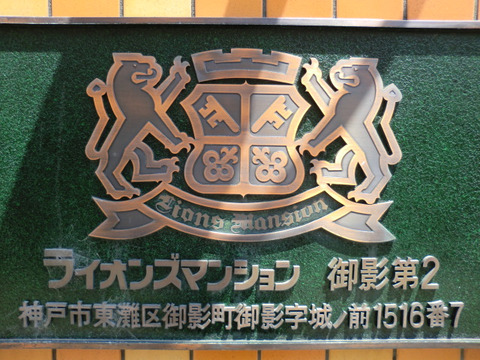 Lions Mansion
ライオンズマンション 御影第2
神戸市東灘区御影町御影字城ノ前1516番7